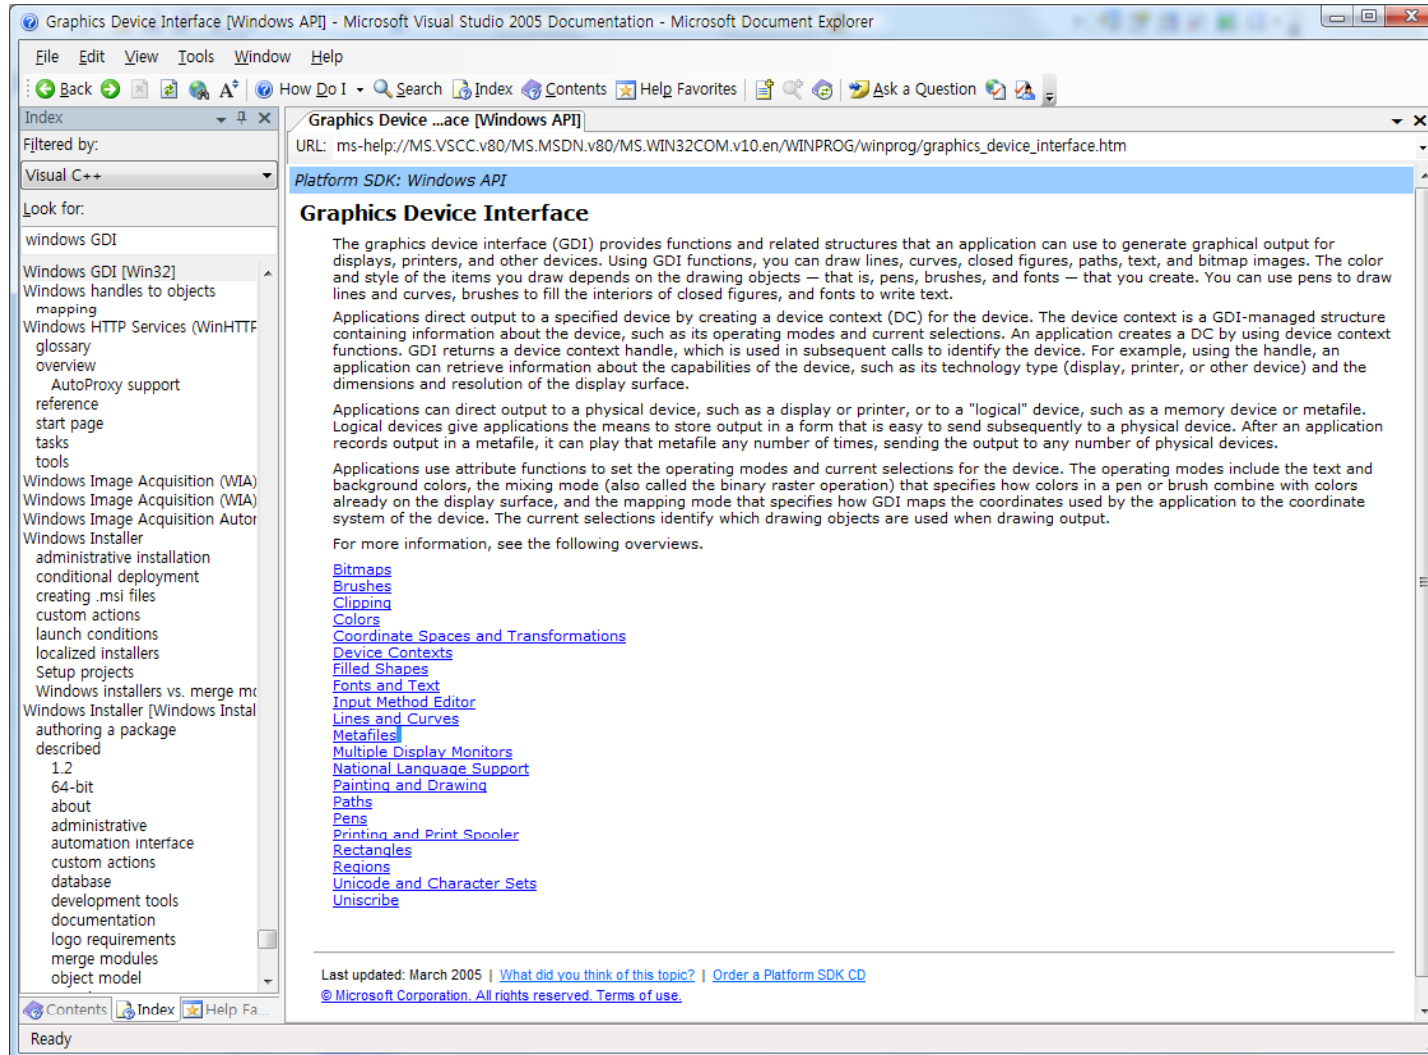 Graphics Device Interface [Windows API] - Microsoft Visual Studio 2005 Documentation - Microsoft Document Explorer
File Edit View Tools Window Help
Back How Do I Search Index Contents Help Favorites Ask a Question
Index
Filtered by:
Visual C++
Look for:
windows GDI
Windows GDI [Win32]
Windows handles to objects
mapping
Windows HTTP Services (WinHTTP
glossary
overview
AutoProxy support
reference
start page
tasks
tools
Windows Image Acquisition (WIA)
Windows Image Acquisition (WIA)
Windows Image Acquisition Autor
Windows Installer
administrative installation
conditional deployment
creating .msi files
custom actions
launch conditions
localized installers
Setup projects
Windows installers vs. merge mo
Windows Installer [Windows Instal
authoring a package
described
1.2
64-bit
about
administrative
automation interface
custom actions
database
development tools
documentation
logo requirements
merge modules
object model
Contents Index Help Fa...
Graphics Device ...ace [Windows API]
URL: ms-help://MS.VSCC.v80/MS.MSDN.v80/MS.WIN32COM.v10.en/WINPROG/winprog/graphics_device_interface.htm
Platform SDK: Windows API
Graphics Device Interface
The graphics device interface (GDI) provides functions and related structures that an application can use to generate graphical output for
displays, printers, and other devices. Using GDI functions, you can draw lines, curves, closed figures, paths, text, and bitmap images. The color
and style of the items you draw depends on the drawing objects — that is, pens, brushes, and fonts — that you create. You can use pens to draw
lines and curves, brushes to fill the interiors of closed figures, and fonts to write text.
Applications direct output to a specified device by creating a device context (DC) for the device. The device context is a GDI-managed structure
containing information about the device, such as its operating modes and current selections. An application creates a DC by using device context
functions. GDI returns a device context handle, which is used in subsequent calls to identify the device. For example, using the handle, an
application can retrieve information about the capabilities of the device, such as its technology type (display, printer, or other device) and the
dimensions and resolution of the display surface.
Applications can direct output to a physical device, such as a display or printer, or to a "logical" device, such as a memory device or metafile.
Logical devices give applications the means to store output in a form that is easy to send subsequently to a physical device. After an application
records output in a metafile, it can play that metafile any number of times, sending the output to any number of physical devices.
Applications use attribute functions to set the operating modes and current selections for the device. The operating modes include the text and
background colors, the mixing mode (also called the binary raster operation) that specifies how colors in a pen or brush combine with colors
already on the display surface, and the mapping mode that specifies how GDI maps the coordinates used by the application to the coordinate
system of the device. The current selections identify which drawing objects are used when drawing output.
For more information, see the following overviews.
Bitmaps
Brushes
Clipping
Colors
Coordinate Spaces and Transformations
Device Contexts
Filled Shapes
Fonts and Text
Input Method Editor
Lines and Curves
Metafiles
Multiple Display Monitors
National Language Support
Painting and Drawing
Paths
Pens
Printing and Print Spooler
Rectangles
Regions
Unicode and Character Sets
Uniscribe
Last updated: March 2005 | What did you think of this topic? | Order a Platform SDK CD
© Microsoft Corporation. All rights reserved. Terms of use.
Ready